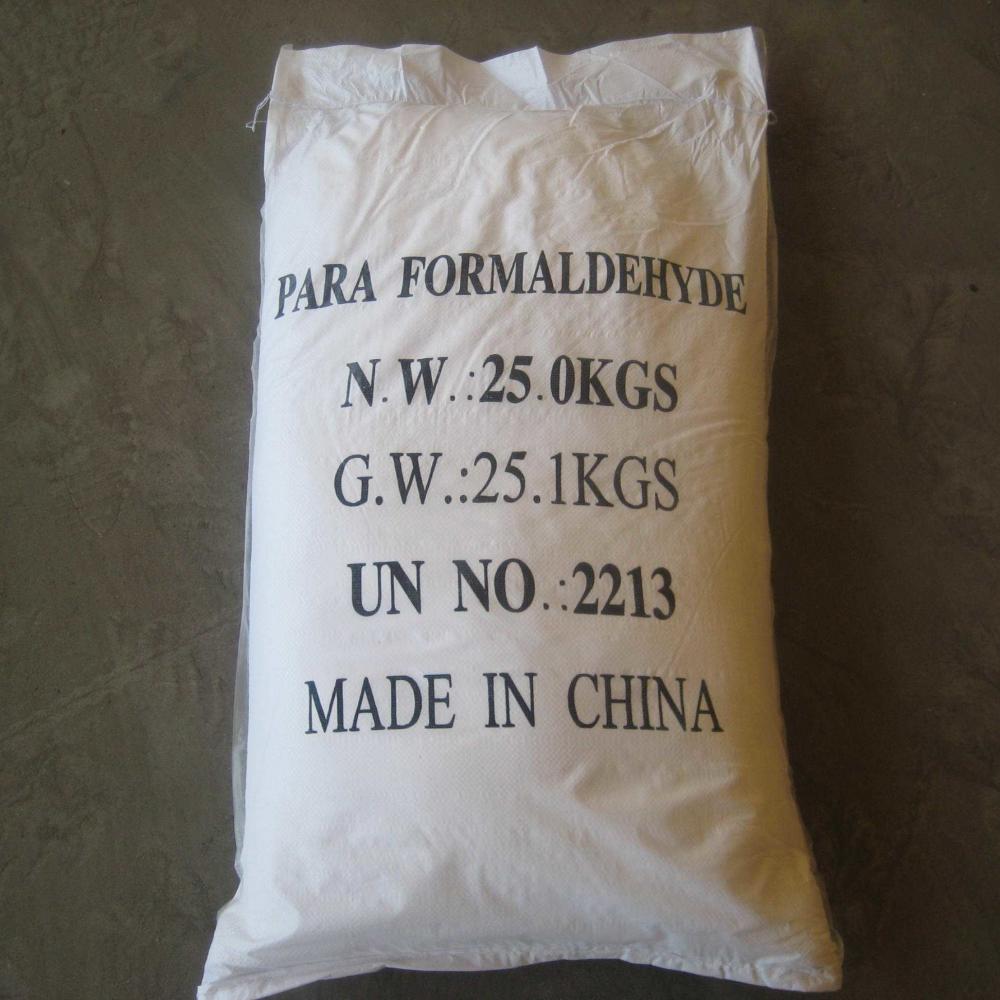 PARA FORMALDEHYDE
N.W.:25.0KGS
G.W.:25.1KGS
UN NO.:2213
MADE IN CHINA